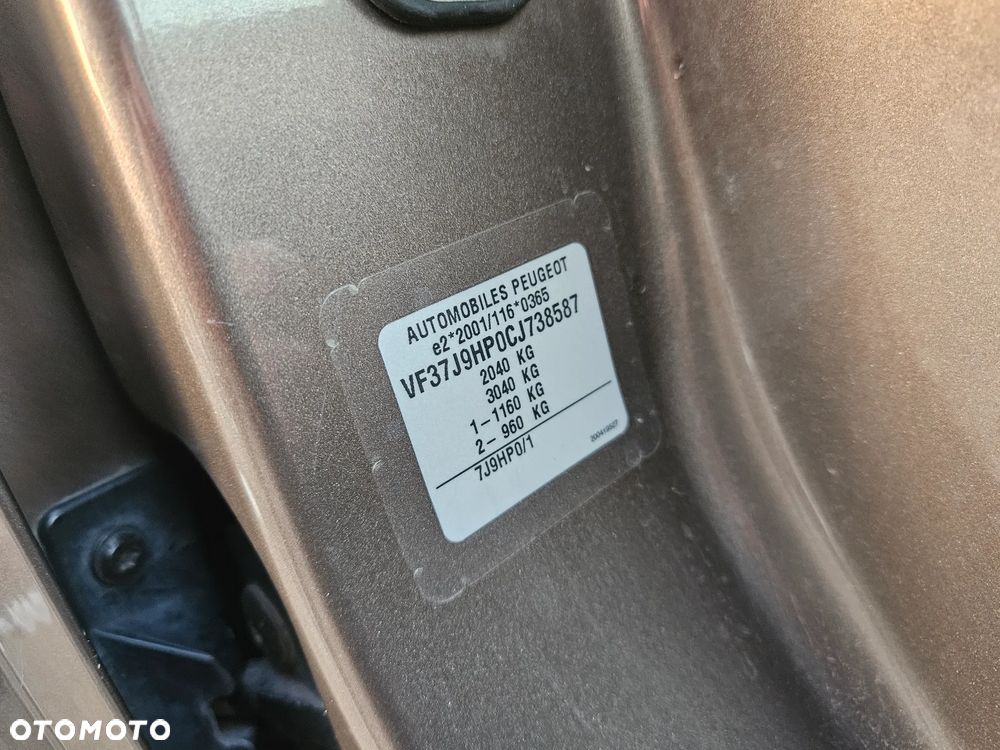 AUTOMOBILES PEUGEOT
e2*2001/116*0365
VF37J9HP0CJ738587
2040 KG
3040 KG
1-1160 KG
2- 960 KG
7J9HP0/1
200419527
OTOMOTO